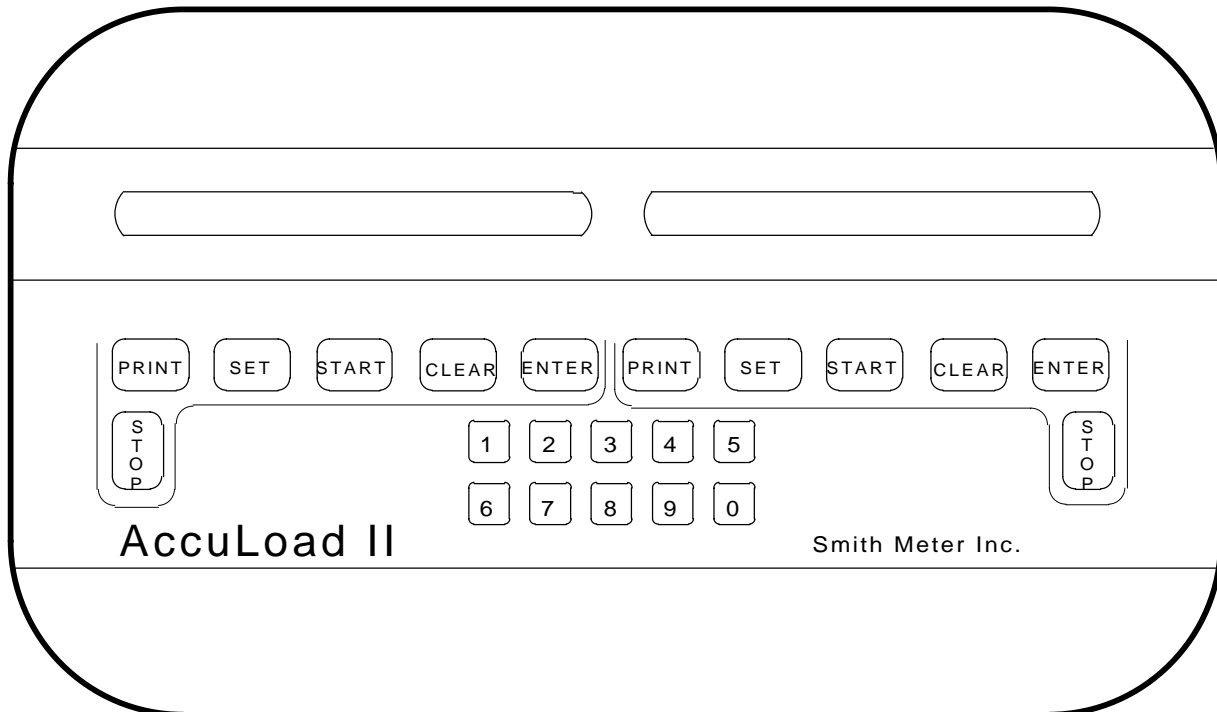 PRINT SET START CLEAR ENTER PRINT SET START CLEAR ENTER
STOP STOP
1 2 3 4 5
6 7 8 9 0
AccuLoad II Smith Meter Inc.